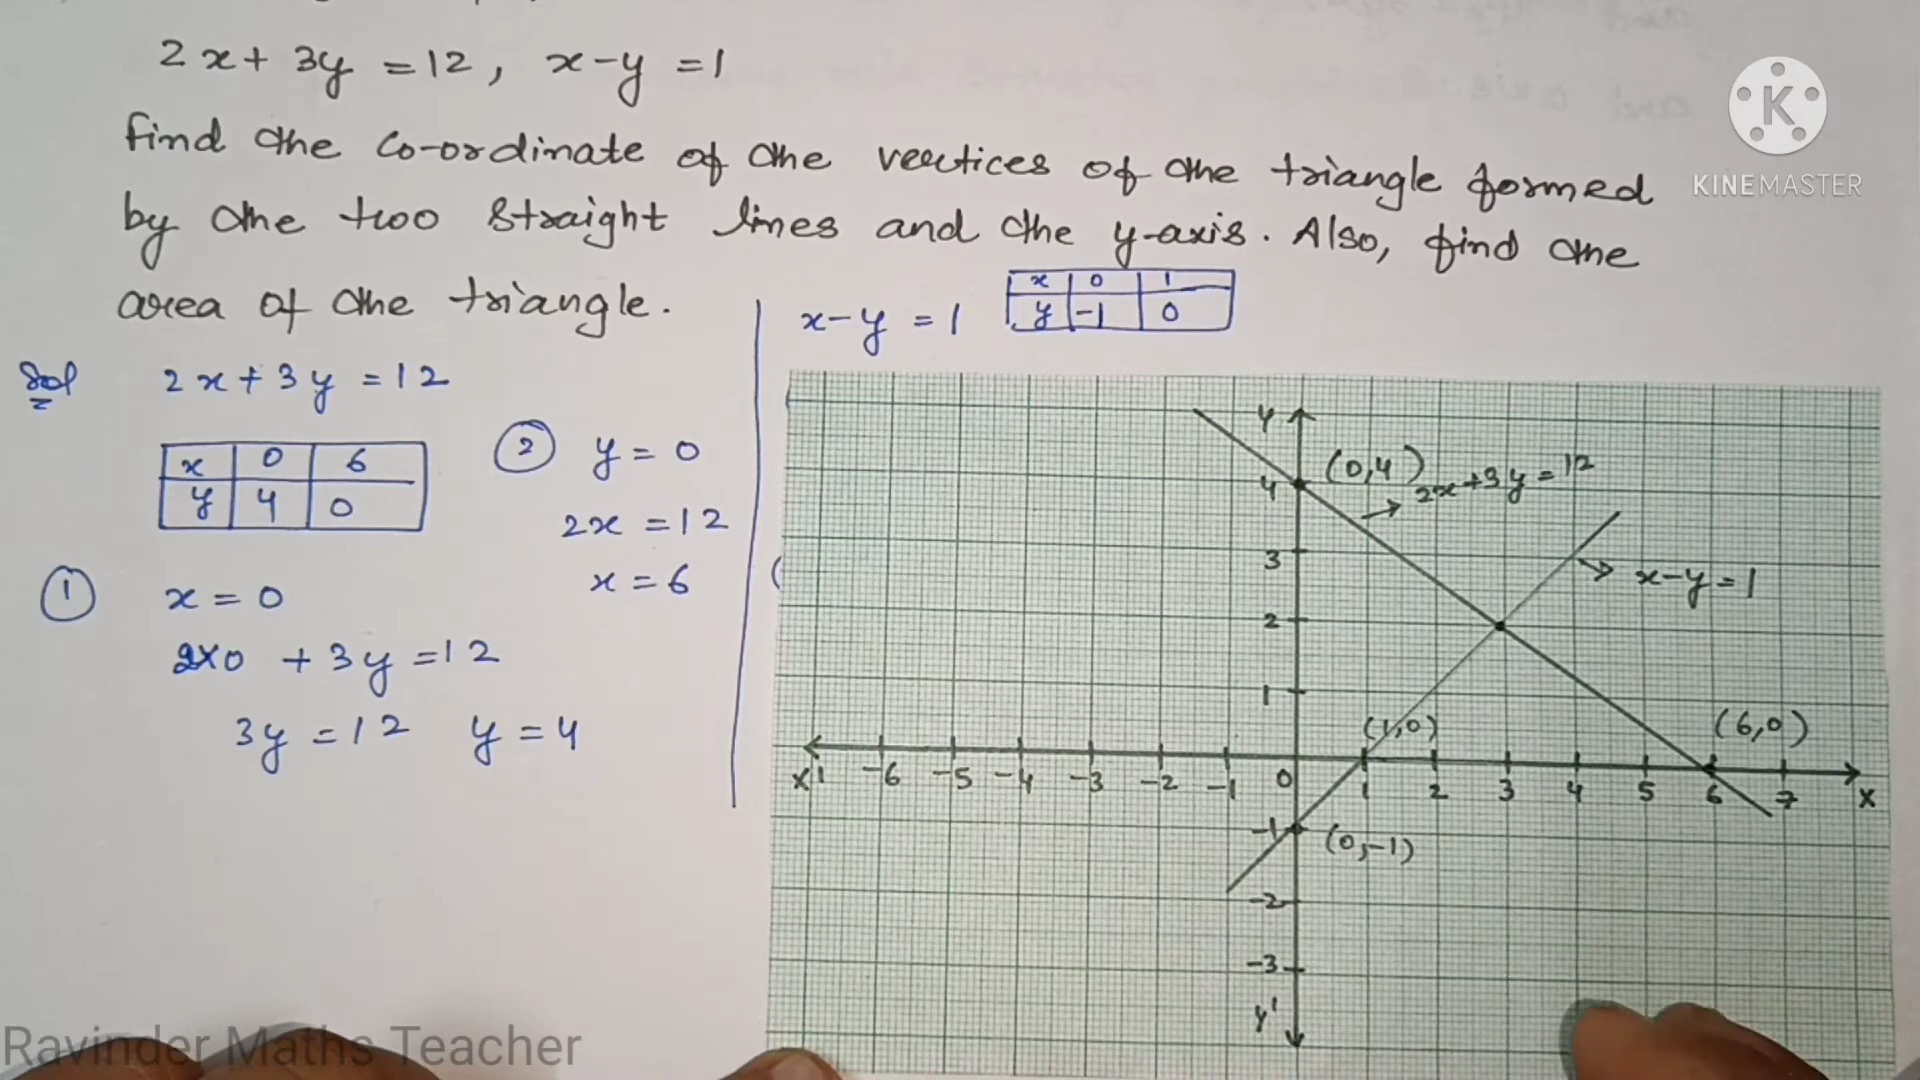 2x + 3y = 12, x - y = 1
find the co-ordinate of the vertices of the triangle formed
by the two straight lines and the y-axis. Also, find the
area of the triangle.
KINEMASTER
K
Sol 2x + 3y = 12
x 0 6
y 4 0
① x = 0
2×0 + 3y = 12
3y = 12 y = 4
② y = 0
2x = 12
x = 6
x - y = 1
x 0 1
y -1 0
Y
(0,4)
2x + 3y = 12
x - y = 1
4
3
2
1
(1,0)
(6,0)
X' -6 -5 -4 -3 -2 -1 0 1 2 3 4 5 6 7 X
-1 (0,-1)
-2
-3
Y'
Ravinder Maths Teacher